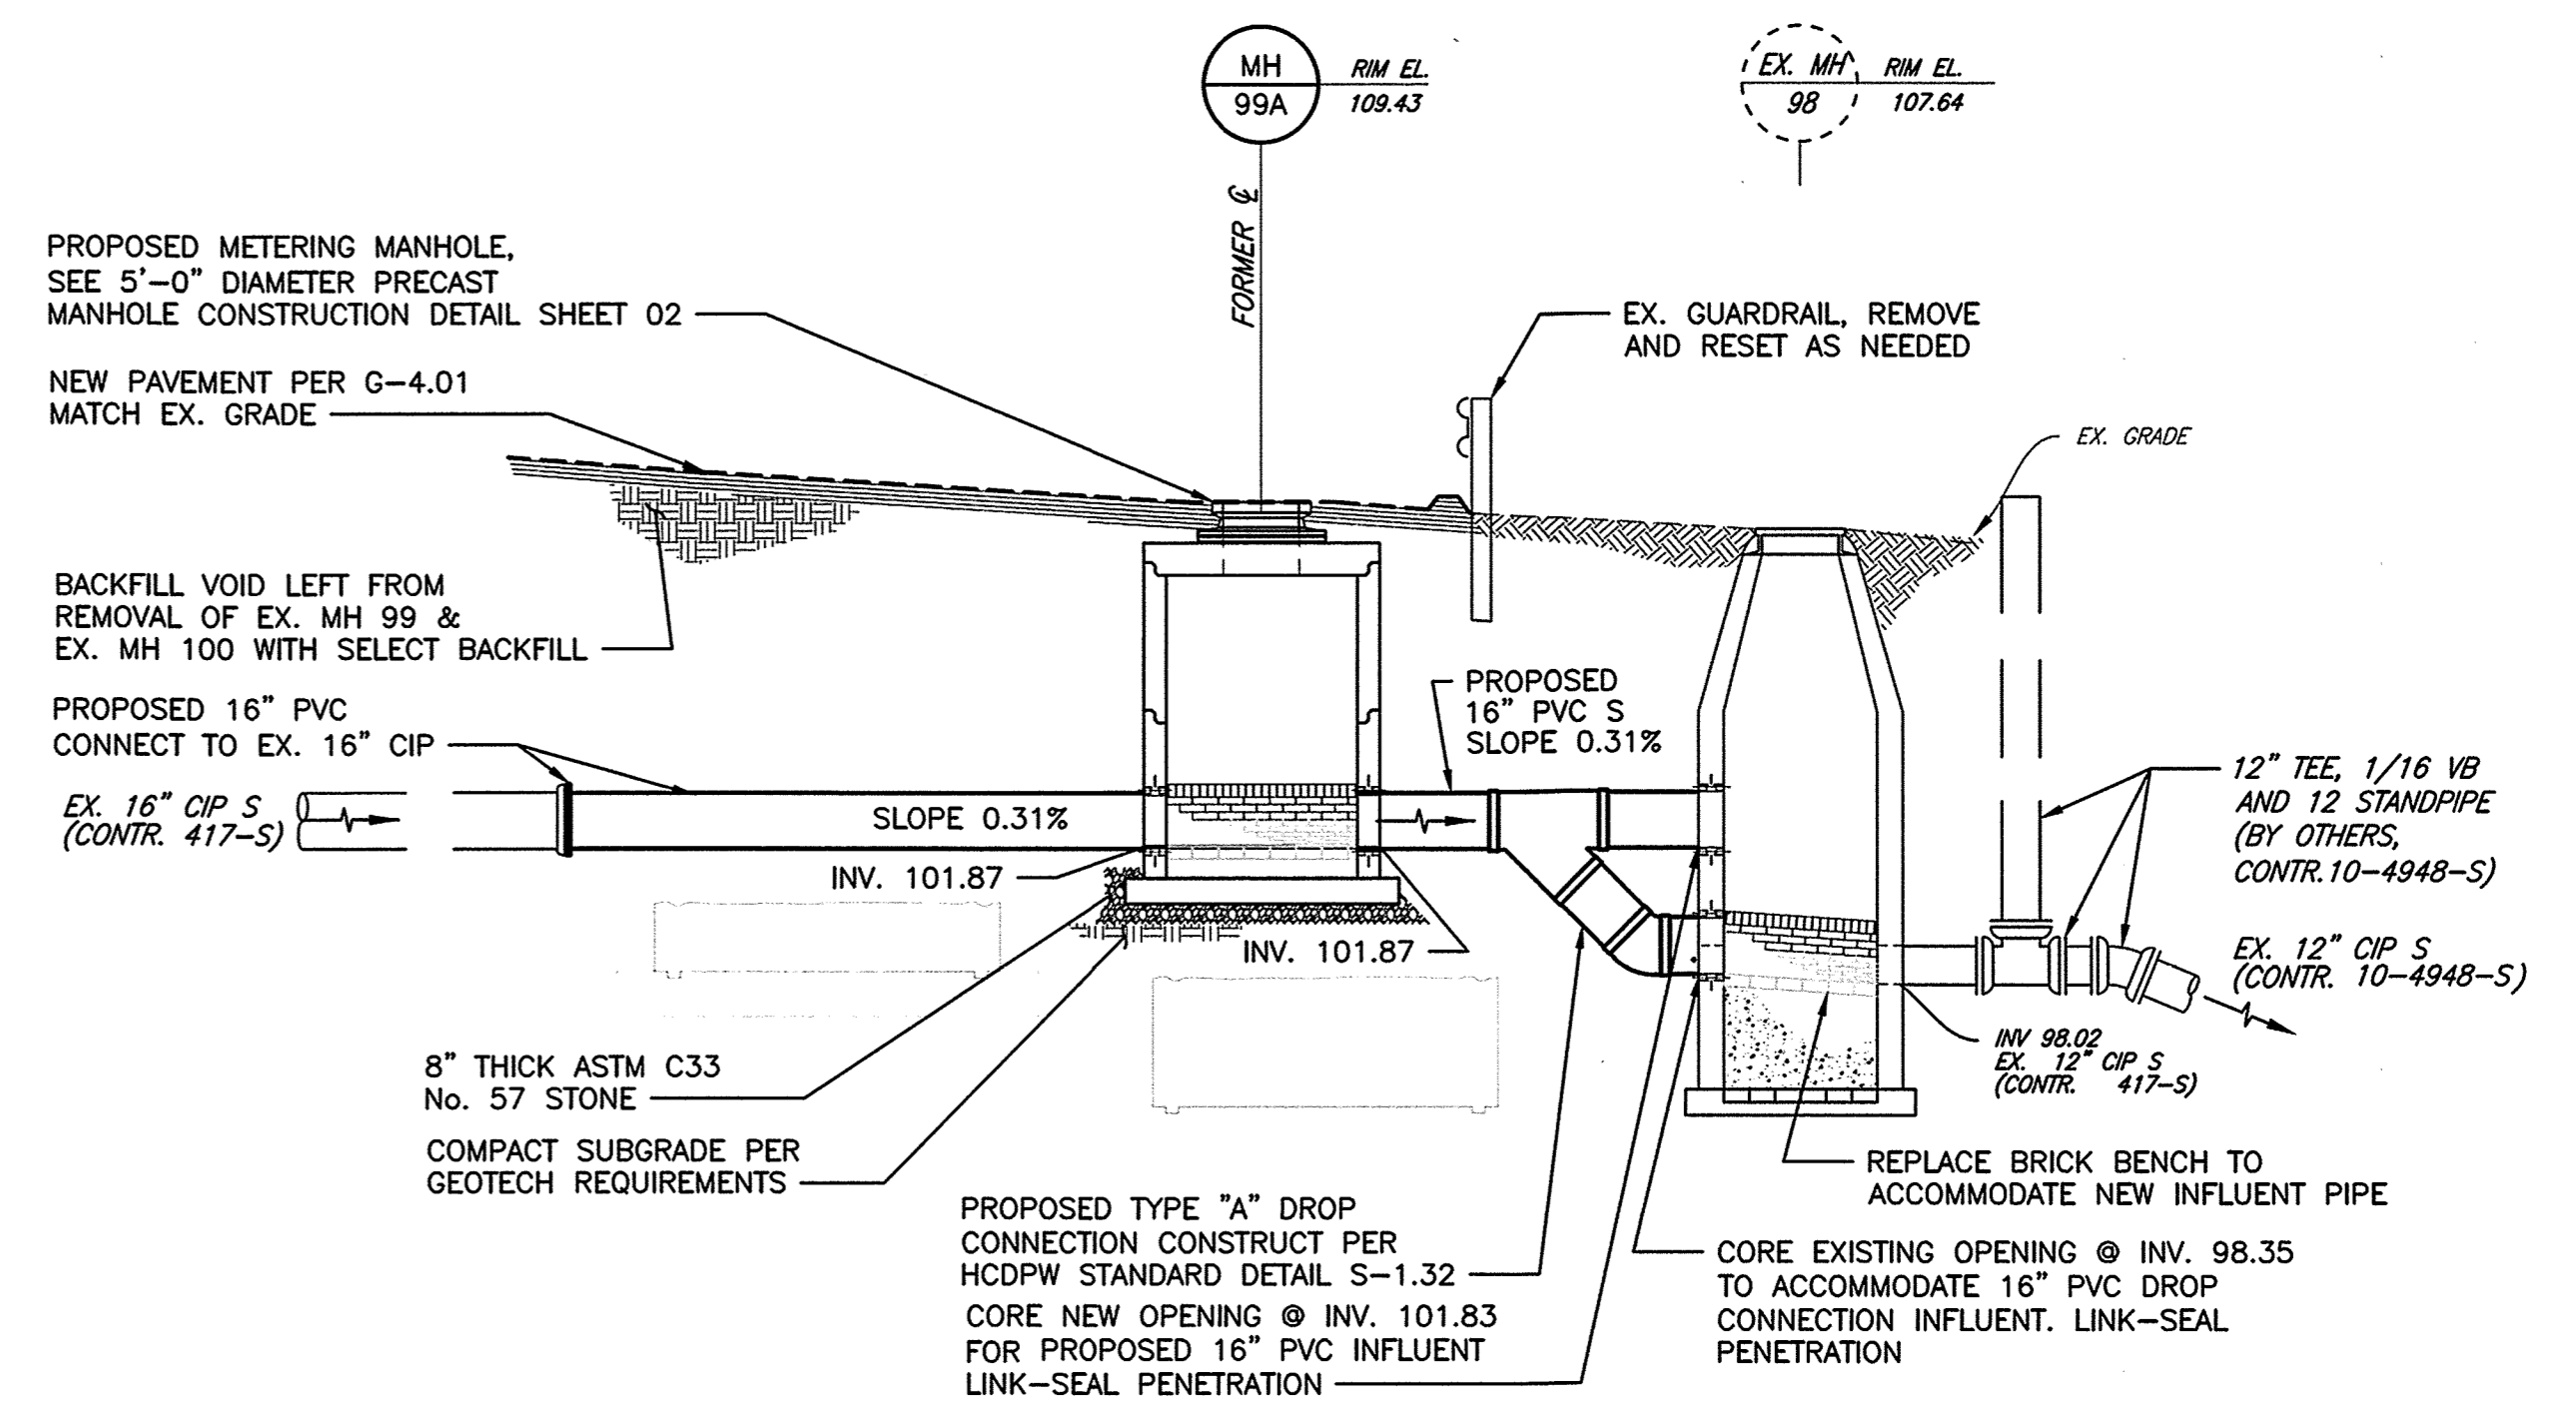 MH
99A
RIM EL.
109.43
EX. MH
98
RIM EL.
107.64
FORMER ℄
PROPOSED METERING MANHOLE,
SEE 5'-0" DIAMETER PRECAST
MANHOLE CONSTRUCTION DETAIL SHEET 02
NEW PAVEMENT PER G-4.01
MATCH EX. GRADE
EX. GUARDRAIL, REMOVE
AND RESET AS NEEDED
EX. GRADE
BACKFILL VOID LEFT FROM
REMOVAL OF EX. MH 99 &
EX. MH 100 WITH SELECT BACKFILL
PROPOSED 16" PVC
CONNECT TO EX. 16" CIP
EX. 16" CIP S
(CONTR. 417-S)
SLOPE 0.31%
PROPOSED
16" PVC S
SLOPE 0.31%
12" TEE, 1/16 VB
AND 12 STANDPIPE
(BY OTHERS,
CONTR.10-4948-S)
INV. 101.87
INV. 101.87
EX. 12" CIP S
(CONTR. 10-4948-S)
INV 98.02
EX. 12" CIP S
(CONTR. 417-S)
8" THICK ASTM C33
No. 57 STONE
COMPACT SUBGRADE PER
GEOTECH REQUIREMENTS
REPLACE BRICK BENCH TO
ACCOMMODATE NEW INFLUENT PIPE
PROPOSED TYPE "A" DROP
CONNECTION CONSTRUCT PER
HCDPW STANDARD DETAIL S-1.32
CORE NEW OPENING @ INV. 101.83
FOR PROPOSED 16" PVC INFLUENT
LINK-SEAL PENETRATION
CORE EXISTING OPENING @ INV. 98.35
TO ACCOMMODATE 16" PVC DROP
CONNECTION INFLUENT. LINK-SEAL
PENETRATION